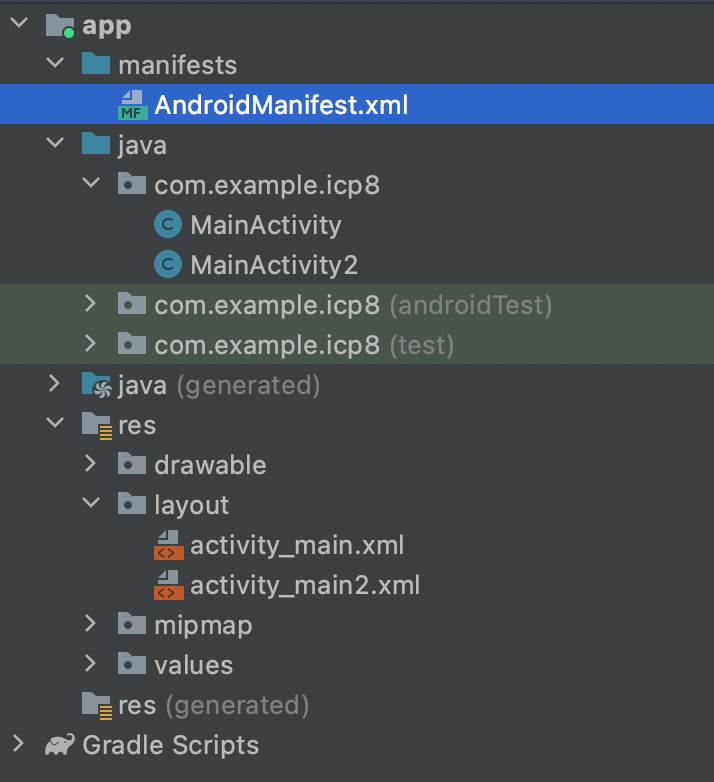 app
manifests
MF AndroidManifest.xml
java
com.example.icp8
C MainActivity
C MainActivity2
com.example.icp8 (androidTest)
com.example.icp8 (test)
java (generated)
res
drawable
layout
<> activity_main.xml
<> activity_main2.xml
mipmap
values
res (generated)
Gradle Scripts